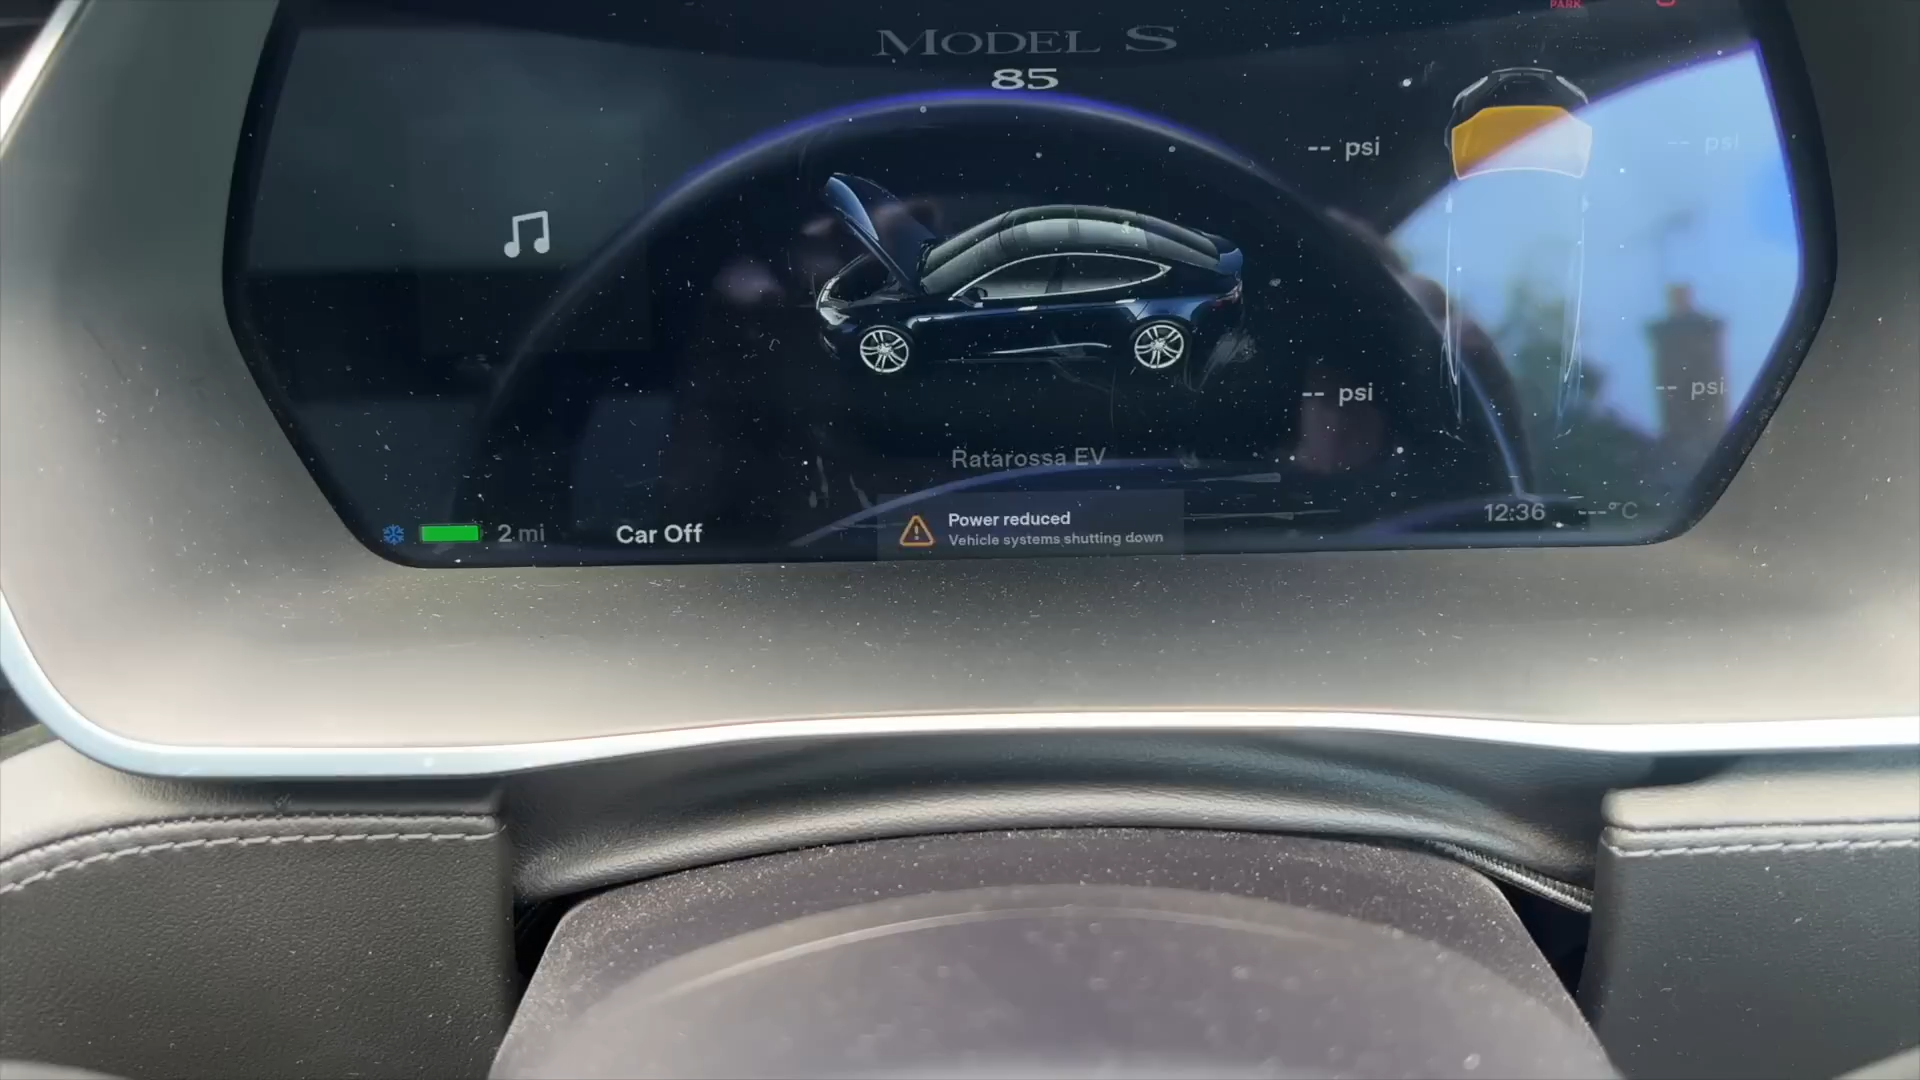 PARK
MODEL S
85
-- psi
-- psi
-- psi
-- psi
Ratarossa EV
2 mi
Car Off
Power reduced
Vehicle systems shutting down
12:36
---°C